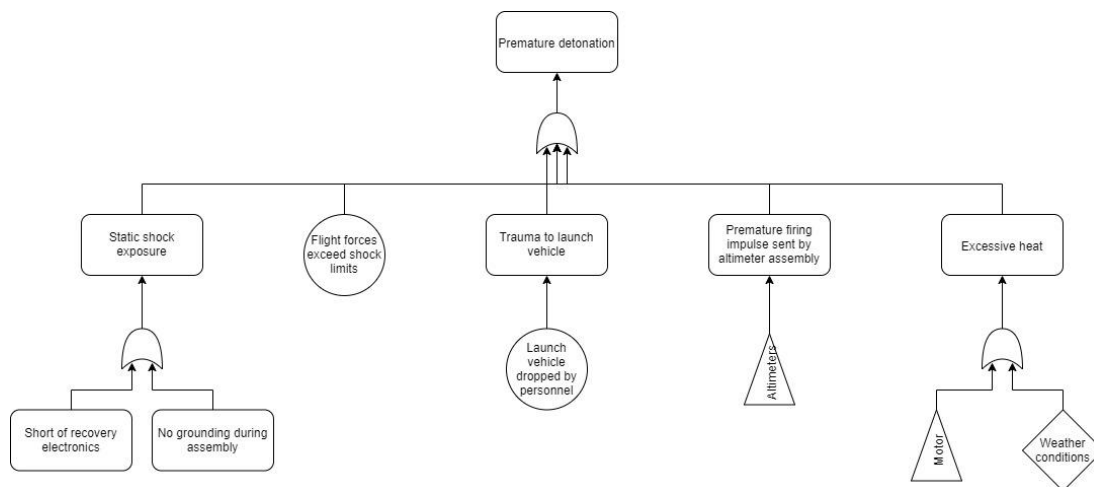 Premature detonation
Static shock
exposure
Flight forces
exceed shock
limits
Trauma to launch
vehicle
Premature firing
impulse sent by
altimeter assembly
Excessive heat
Launch
vehicle
dropped by
personnel
Altimeters
Short of recovery
electronics
No grounding during
assembly
Motor
Weather
conditions